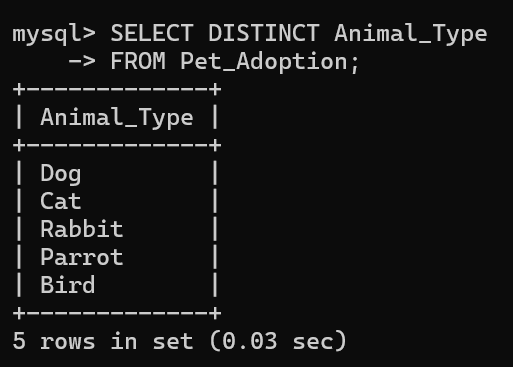 mysql> SELECT DISTINCT Animal_Type
    -> FROM Pet_Adoption;
+-------------+
| Animal_Type |
+-------------+
| Dog         |
| Cat         |
| Rabbit      |
| Parrot      |
| Bird        |
+-------------+
5 rows in set (0.03 sec)